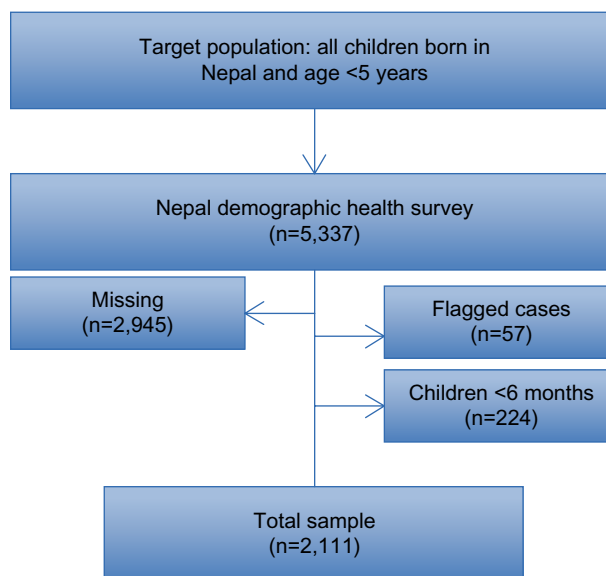 Target population: all children born in
Nepal and age <5 years
Nepal demographic health survey
(n=5,337)
Missing
(n=2,945)
Flagged cases
(n=57)
Children <6 months
(n=224)
Total sample
(n=2,111)